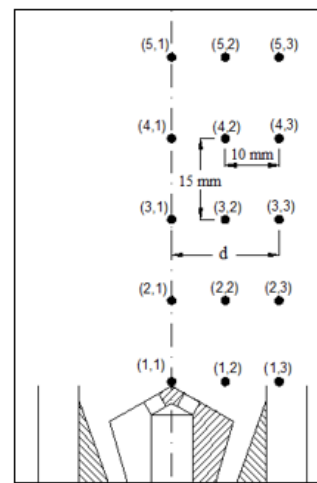 (5,1) (5,2) (5,3)
(4,1) (4,2) (4,3)
10 mm
15 mm
(3,1) (3,2) (3,3)
d
(2,1) (2,2) (2,3)
(1,1) (1,2) (1,3)